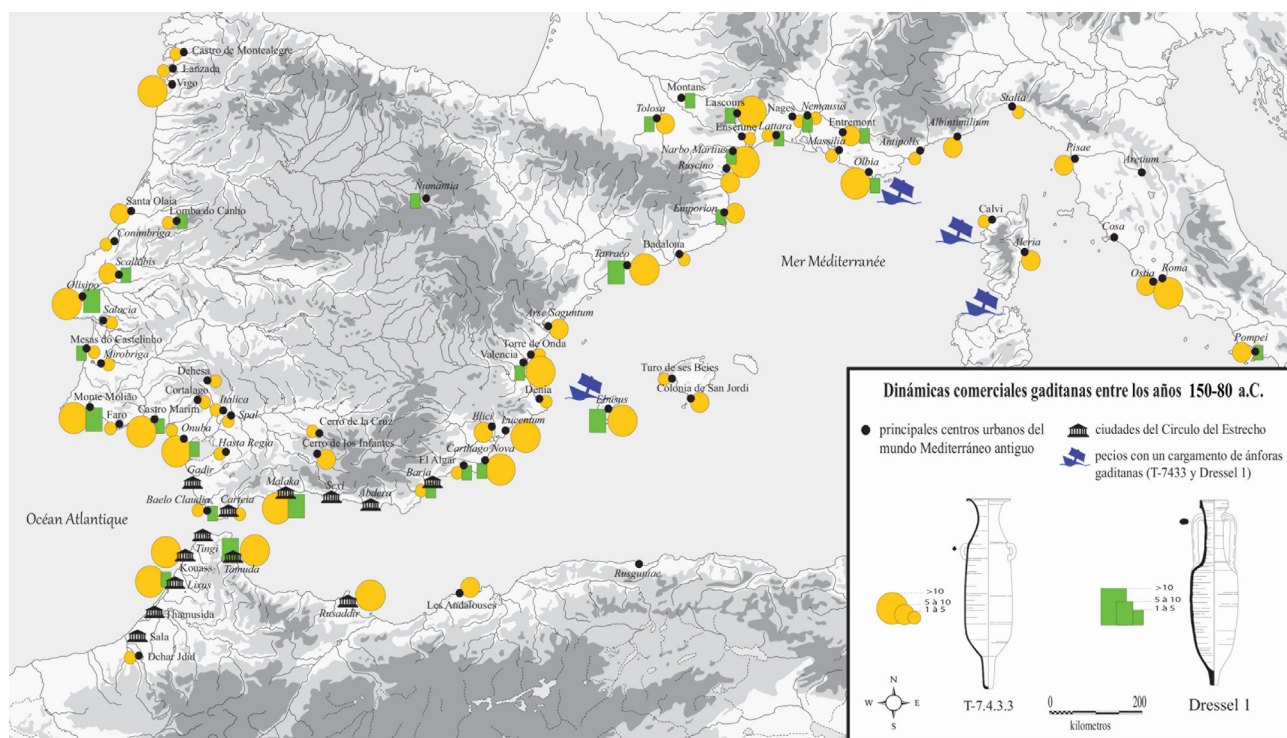 Castro de Montealegre
Lanzada
Vigo
Montans
Tolosa
Lascours
Nages
Nemausus
Enserune
Lattara
Entremont
Stalia
Albintimilium
Narbo Martius
Massilia
Antipolis
Pisae
Aretium
Ruscino
Olbia
Numantia
Santa Olaia
Lomba do Canho
Emporion
Calvi
Conimbriga
Badalona
Cosa
Aleria
Scallabis
Tarraco
Mer Méditerranée
Ostia
Roma
Olisipo
Salacia
Arse/Saguntum
Mesas do Castelinho
Torre de Onda
Mirobriga
Valencia
Pompei
Dehesa
Turo de ses Beies
Cortalago
Denia
Colonia de San Jordi
Monte Molião
Italica
Ebusus
Faro
Castro Marim
Spal
Cerro de la Cruz
Illici
Lucentum
Onuba
Hasta Regia
Cerro de los Infantes
Carthago Nova
El Algar
Gadir
Baria
Malaka
Sexi
Abdera
Baelo Claudia
Carteia
Océan Atlantique
Tingi
Kouass
Tamuda
Rusguniae
Lixus
Les Andalouses
Rusaddir
Thamusida
Sala
Dchar Jdid
Dinámicas comerciales gaditanas entre los años 150-80 a.C.
principales centros urbanos del
mundo Mediterráneo antiguo
ciudades del Circulo del Estrecho
pecios con un cargamento de ánforas
gaditanas (T-7433 y Dressel 1)
>10
5 à 10
1 à 5
>10
5 à 10
1 à 5
N
W E
S
T-7.4.3.3
0 200
kilometros
Dressel 1